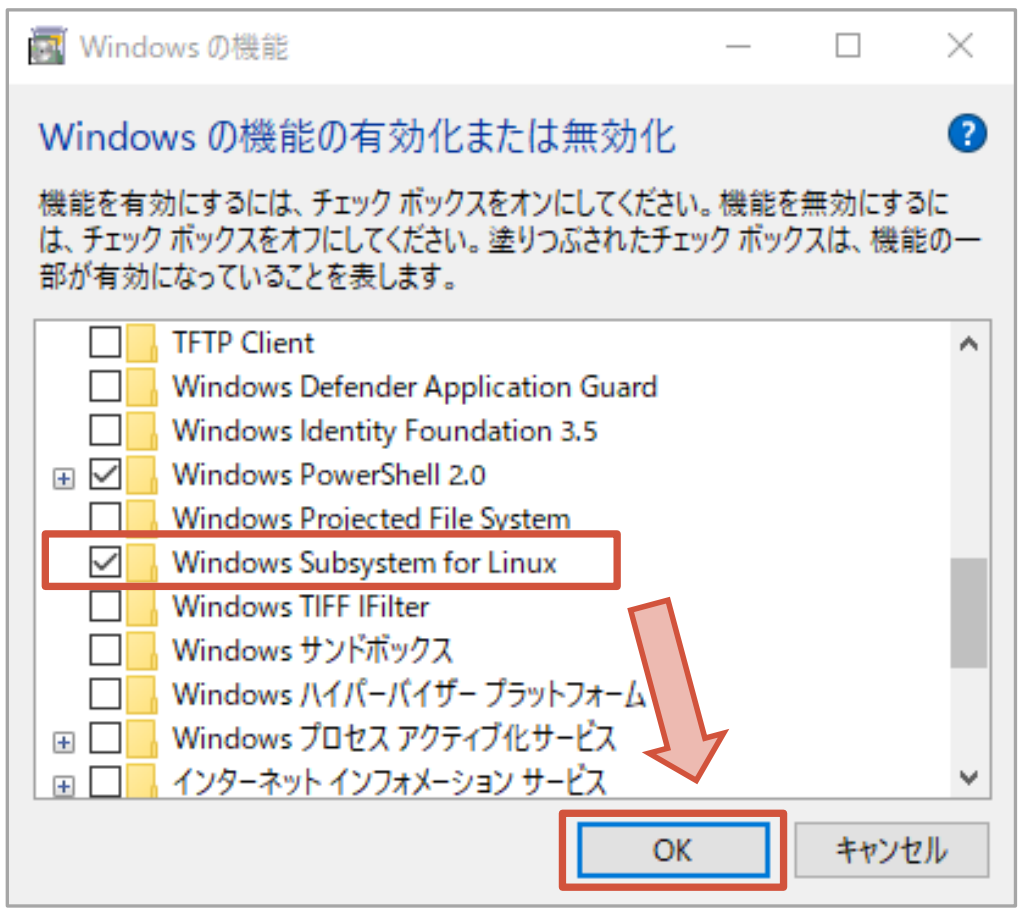 Windows の機能
Windows の機能の有効化または無効化
?
機能を有効にするには、チェック ボックスをオンにしてください。機能を無効にするに
は、チェック ボックスをオフにしてください。塗りつぶされたチェック ボックスは、機能の一
部が有効になっていることを表します。
TFTP Client
Windows Defender Application Guard
Windows Identity Foundation 3.5
Windows PowerShell 2.0
Windows Projected File System
Windows Subsystem for Linux
Windows TIFF IFilter
Windows サンドボックス
Windows ハイパーバイザー プラットフォーム
Windows プロセス アクティブ化サービス
インターネット インフォメーション サービス
OK
キャンセル